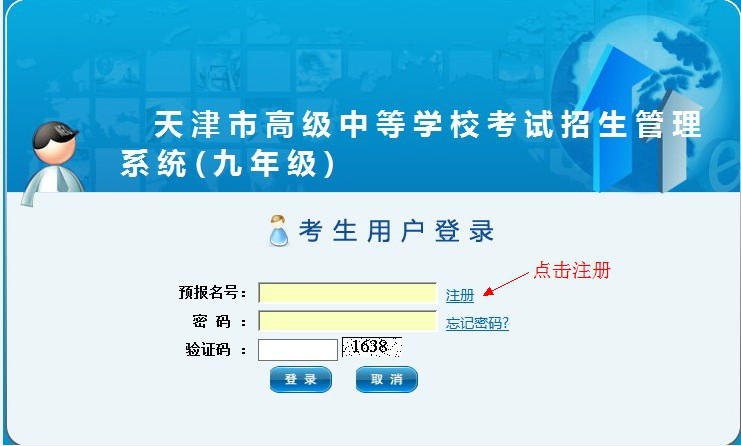 天津市高级中等学校考试招生管理
系统(九年级)
考生用户登录
点击注册
预报名号： 注册
密 码 ： 忘记密码?
验证码 ： 1638
登 录 取 消